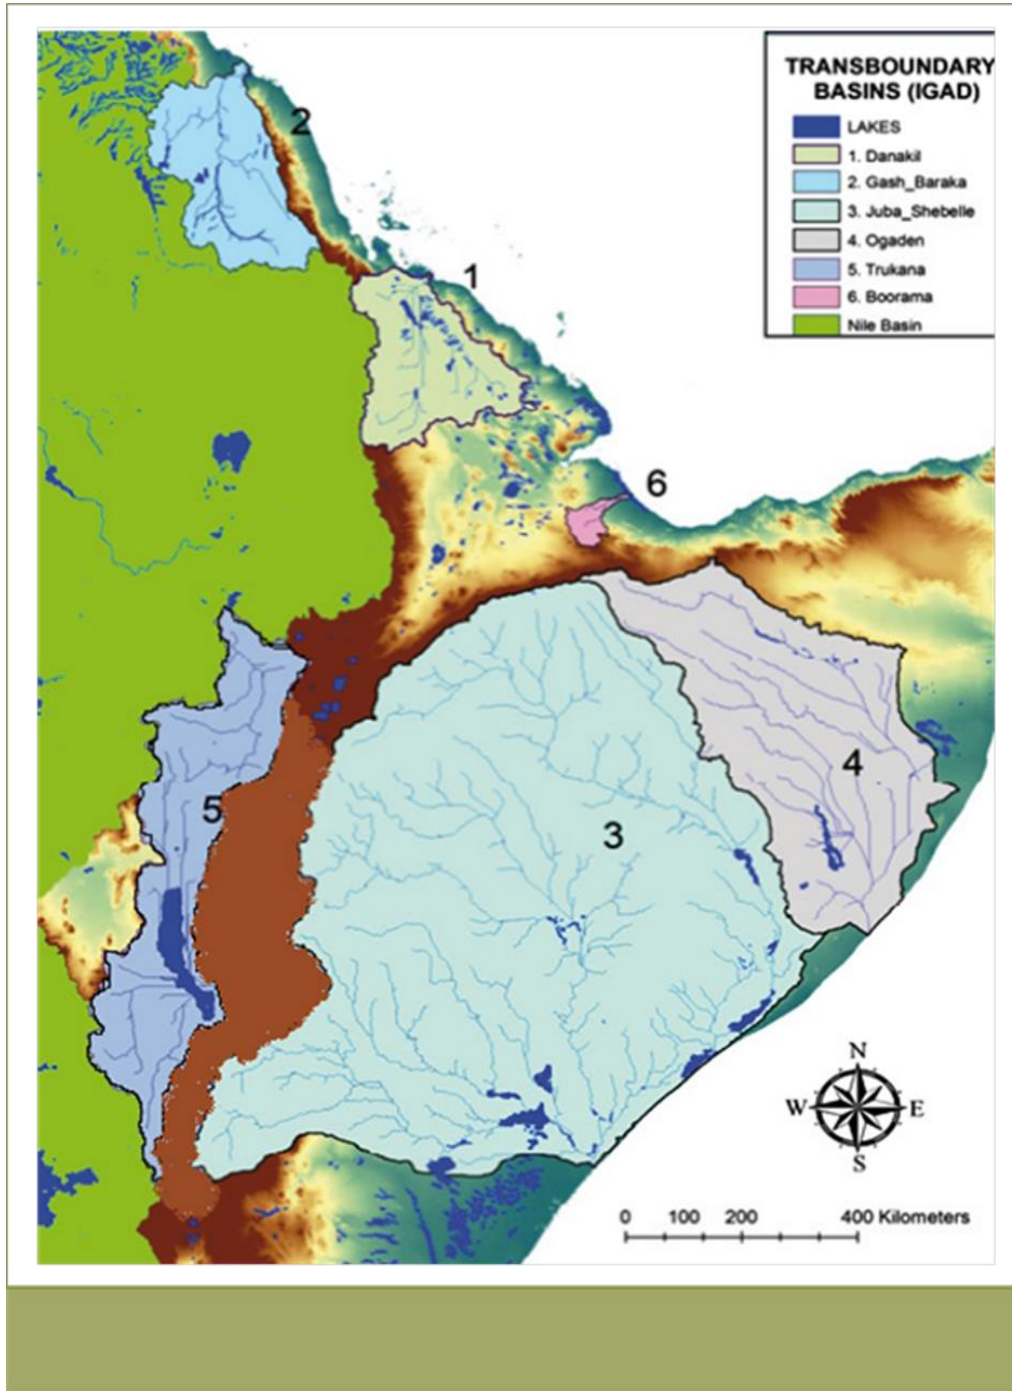 TRANSBOUNDARY
BASINS (IGAD)
LAKES
1. Danakil
2. Gash_Baraka
3. Juba_Shebelle
4. Ogaden
5. Trukana
6. Boorama
Nile Basin
2
1
6
4
5
3
N
W E
S
0 100 200 400 Kilometers